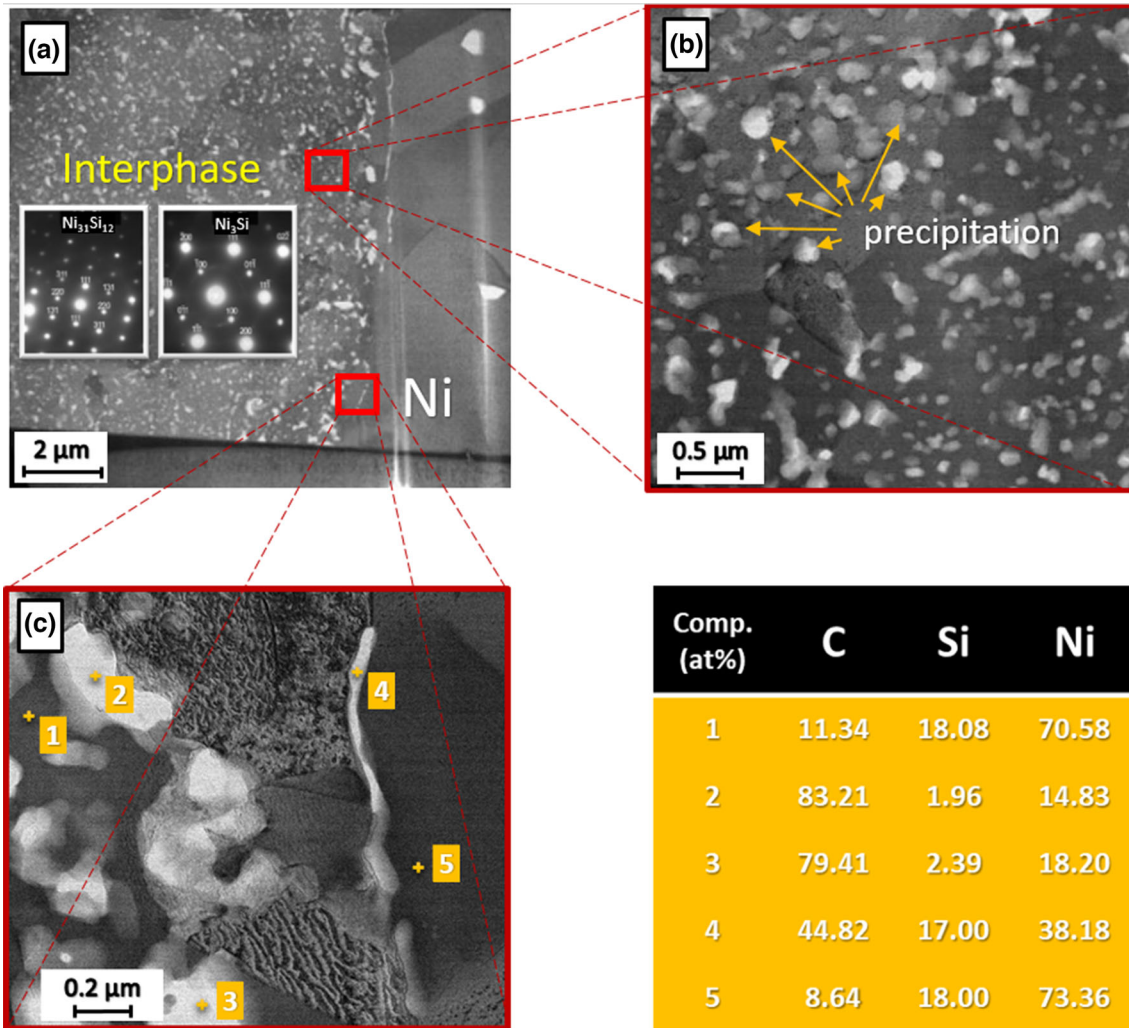 (a)
Interphase
Ni31Si12
Ni3Si
Ni
2 µm
(b)
precipitation
0.5 µm
(c)
1
2
3
4
5
0.2 µm
Comp. (at%) C Si Ni
1 11.34 18.08 70.58
2 83.21 1.96 14.83
3 79.41 2.39 18.20
4 44.82 17.00 38.18
5 8.64 18.00 73.36